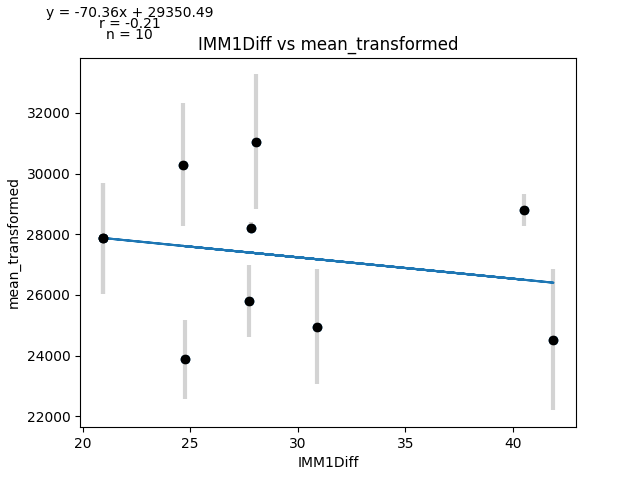 y = -70.36x + 29350.49
r = -0.21
n = 10
IMM1Diff vs mean_transformed
32000
30000
28000
26000
24000
22000
mean_transformed
20
25
30
35
40
IMM1Diff